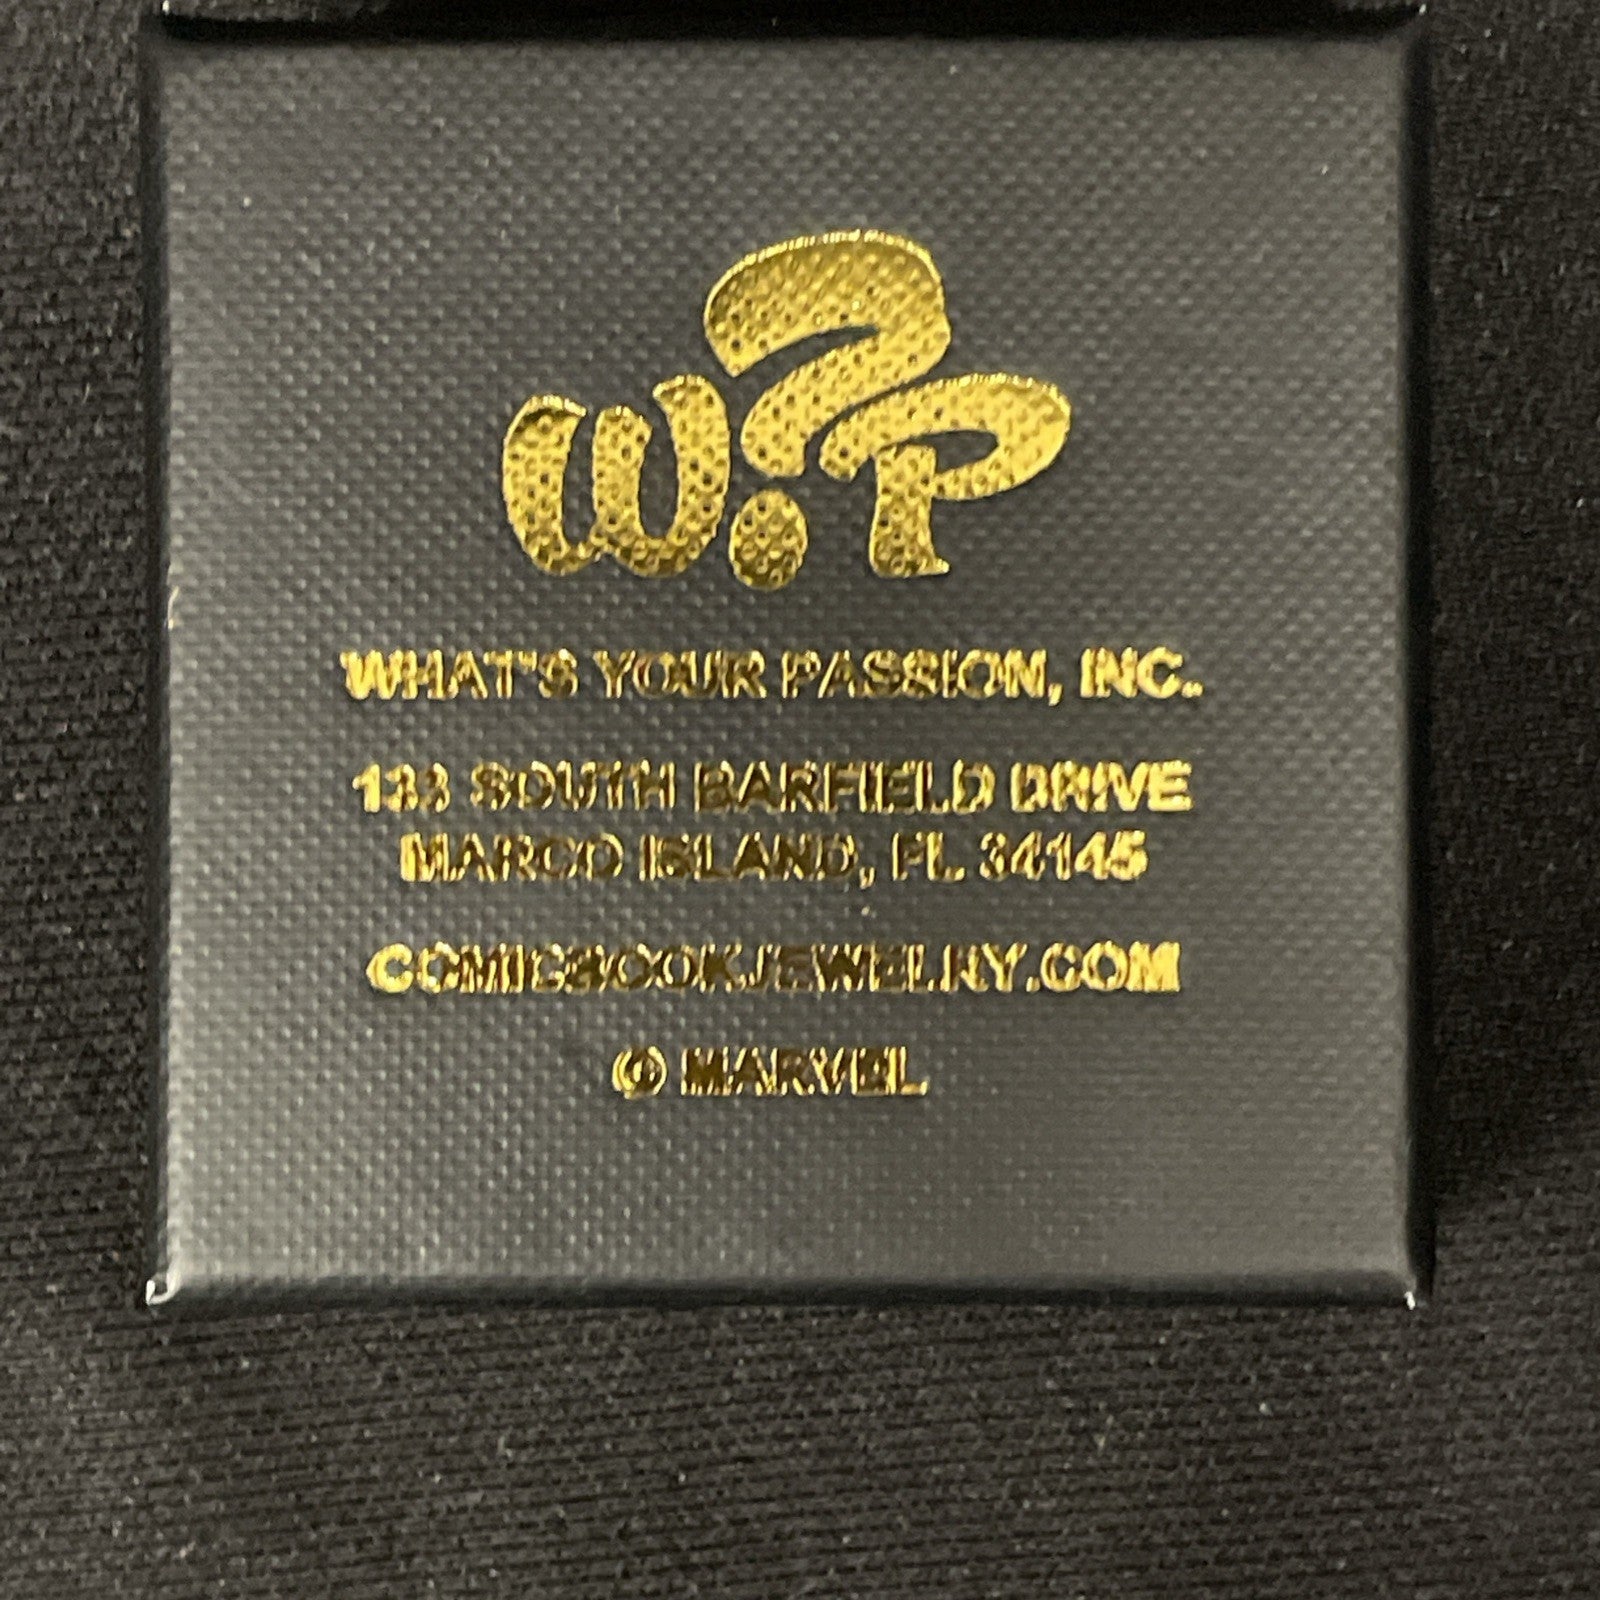 W?P
WHAT'S YOUR PASSION, INC.
133 SOUTH BARFIELD DRIVE
MARCO ISLAND, FL 34145
COMICBOOKJEWELRY.COM
© MARVEL